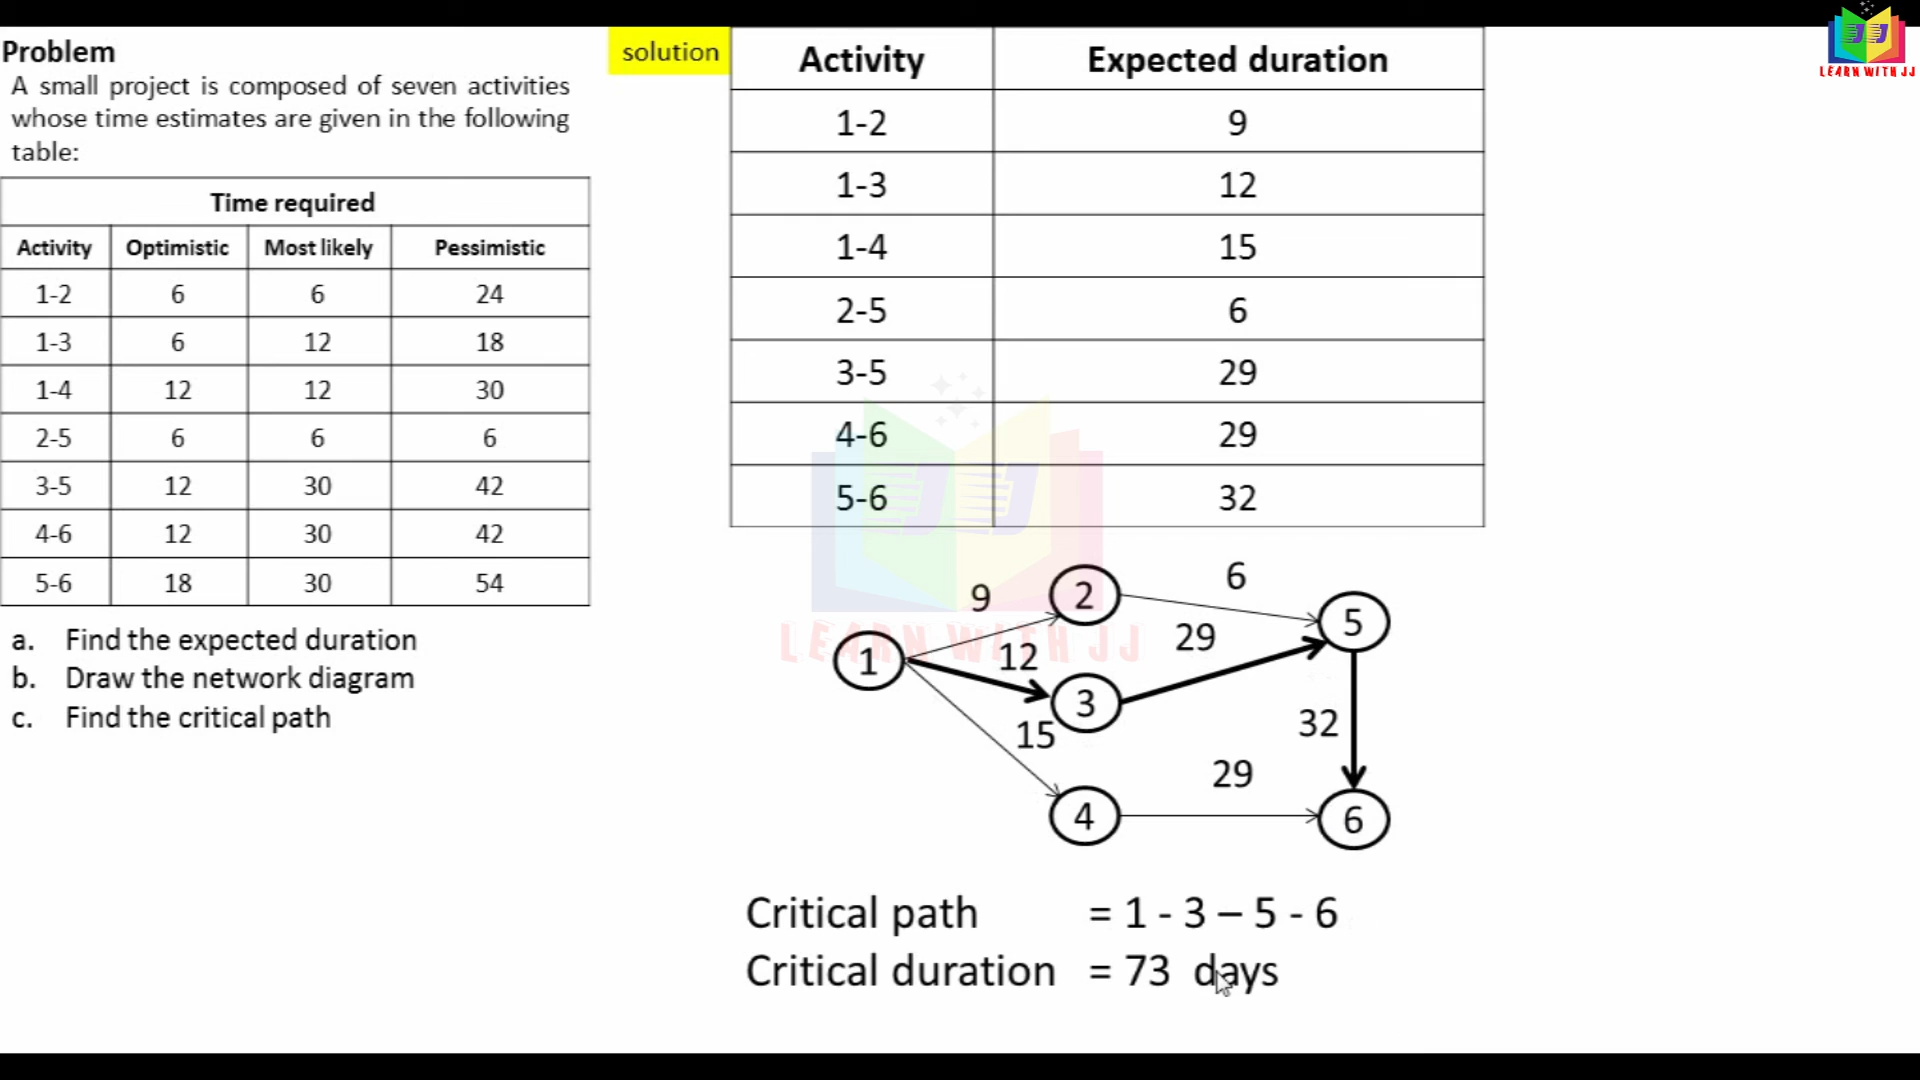 Problem
A small project is composed of seven activities
whose time estimates are given in the following
table:
Time required
Activity Optimistic Most likely Pessimistic
1-2 6 6 24
1-3 6 12 18
1-4 12 12 30
2-5 6 6 6
3-5 12 30 42
4-6 12 30 42
5-6 18 30 54
a. Find the expected duration
b. Draw the network diagram
c. Find the critical path
solution
Activity Expected duration
1-2 9
1-3 12
1-4 15
2-5 6
3-5 29
4-6 29
5-6 32
JJ
LEARN WITH JJ
1
9
2
6
5
12
29
3
15
32
4
29
6
Critical path = 1 - 3 – 5 - 6
Critical duration = 73 days
JJ
LEARN WITH JJ